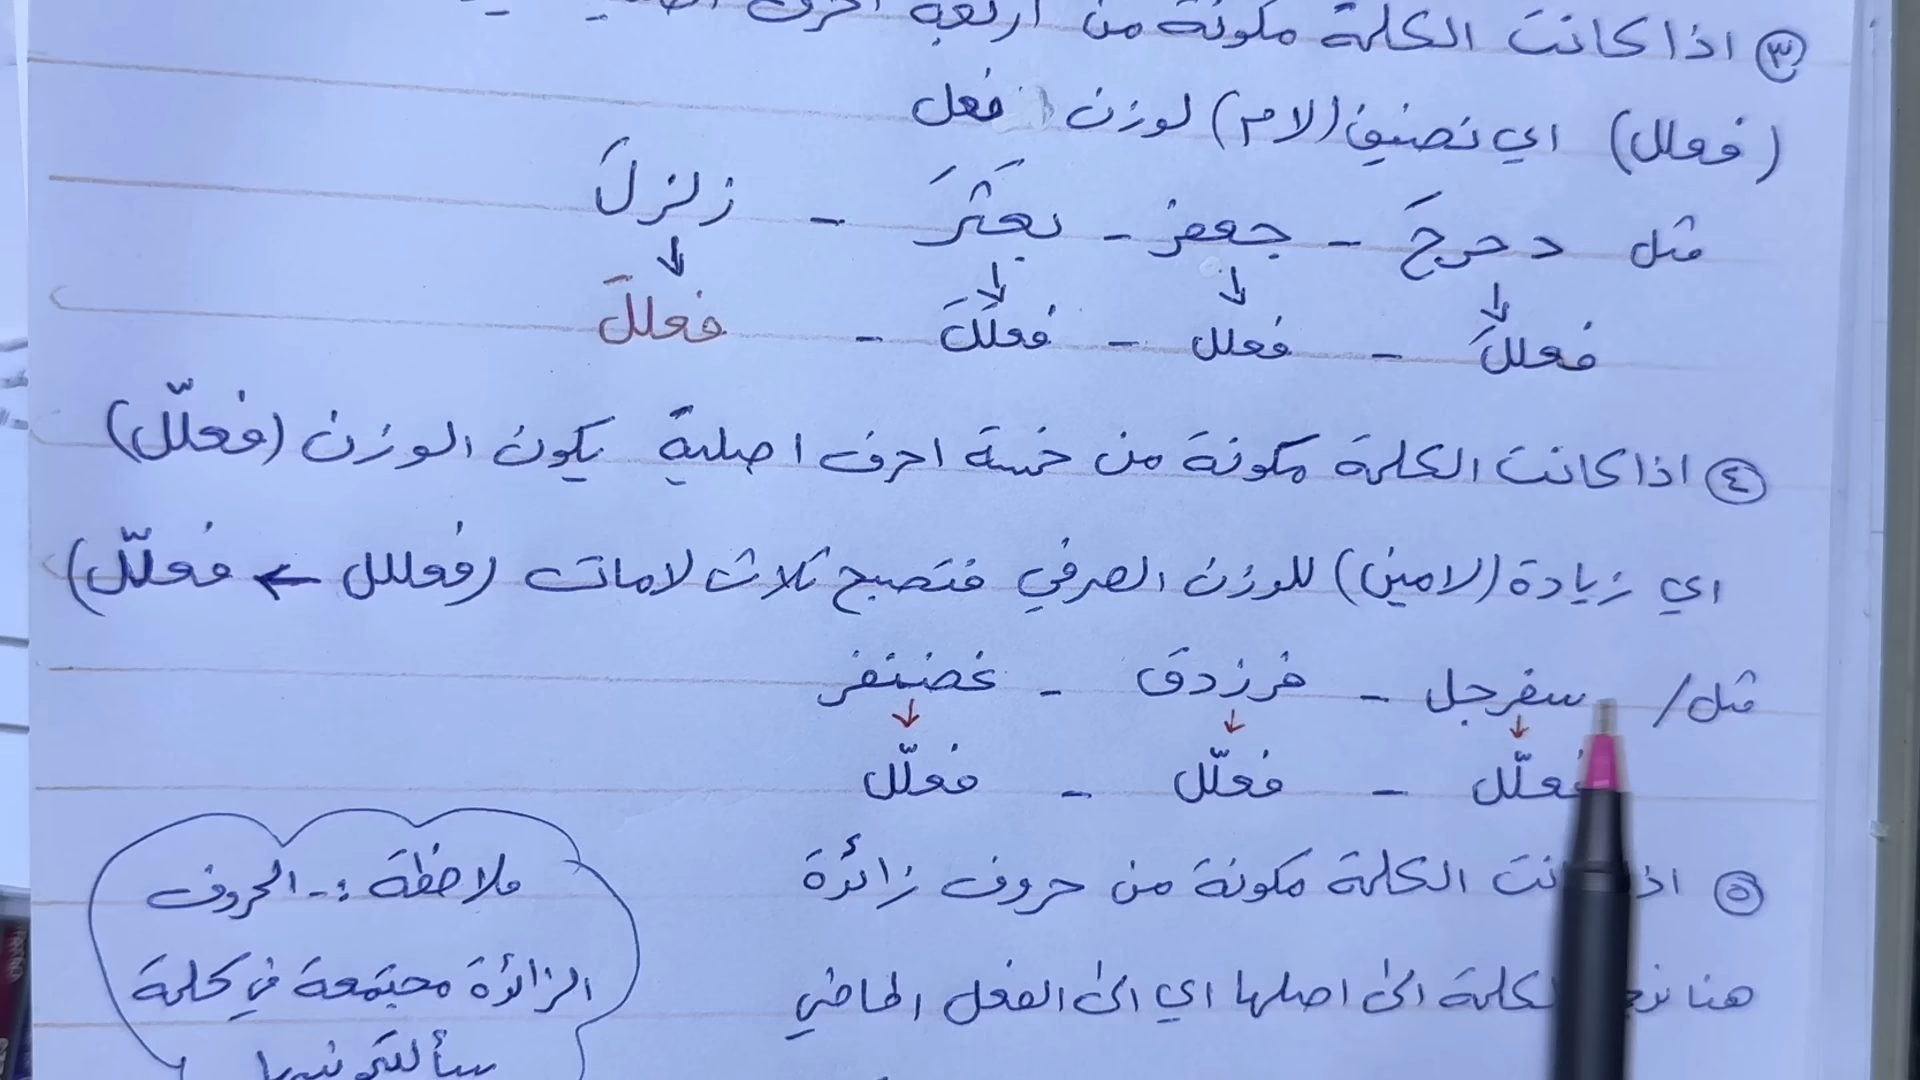 ٣ اذا كانت الكلمة مكونة من اربعة احرف
(فعلل) اي نضيف (لام) لوزن فعل
مثل دحرجَ - جعفر - بعَثَرَ - زلزلَ
فعللَ - فعلل - فعلَلَ - فعللَ
٤ اذا كانت الكلمة مكونة من خمسة احرف اصلية يكون الوزن (فعلّل)
اي زيادة (لامين) للوزن الصرفي فتصبح ثلاث لامات (فعللل ← فعلّل)
مثل/ سفرجل - فرزدق - غضنفر
فعلّل - فعلّل - فعلّل
٥ اذا كانت الكلمة مكونة من حروف زائدة
هنا الكلمة الى اصلها اي الى الفعل الماضي
ملاحظة :- الحروف
الزائدة مجتمعة في كلمة
سألتمونيها